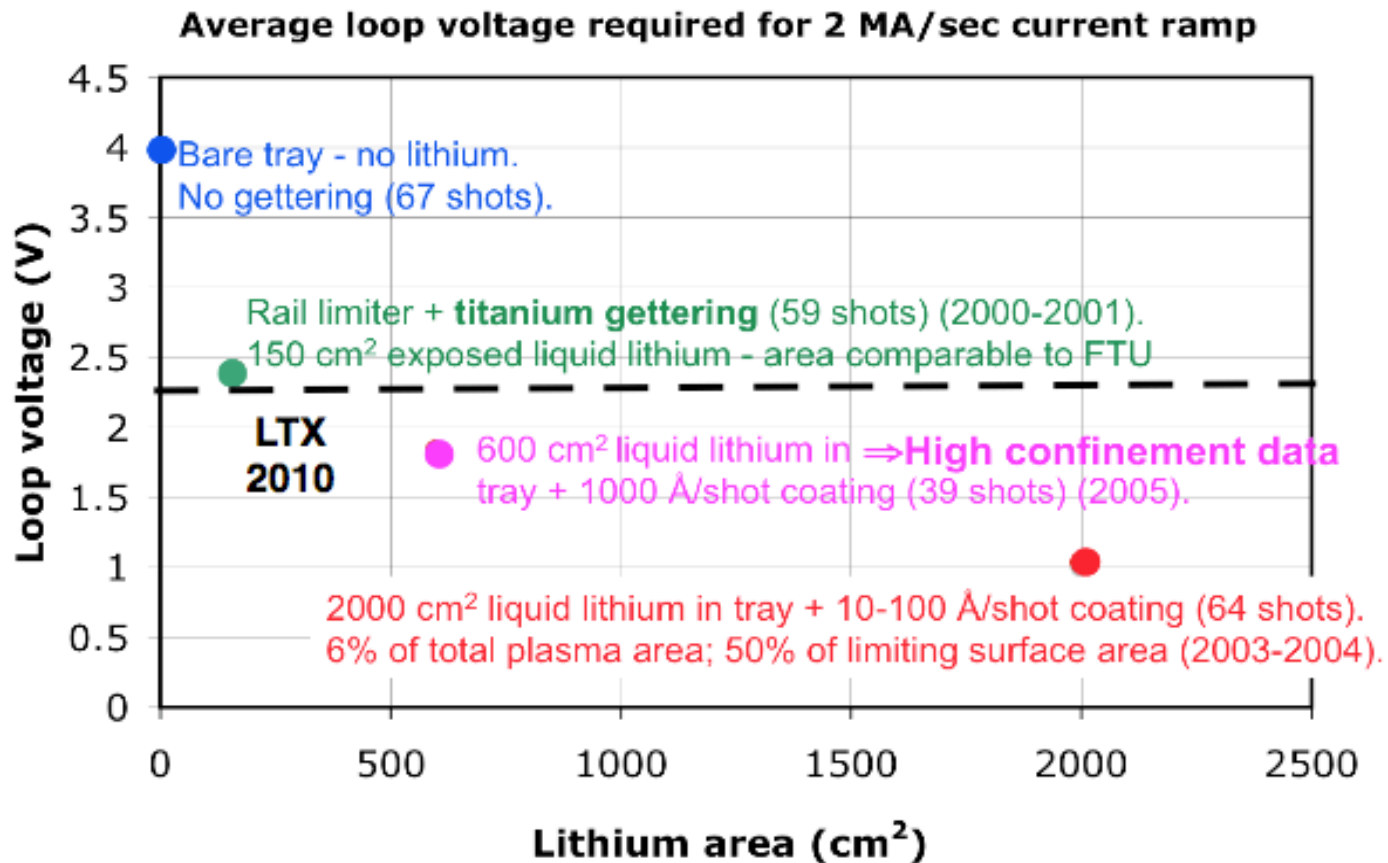 Average loop voltage required for 2 MA/sec current ramp
4.5
4
3.5
3
2.5
2
1.5
1
0.5
0
Loop voltage (V)
Bare tray - no lithium.
No gettering (67 shots).
Rail limiter + titanium gettering (59 shots) (2000-2001).
150 cm² exposed liquid lithium - area comparable to FTU
LTX
2010
600 cm² liquid lithium in ⇒High confinement data
tray + 1000 Å/shot coating (39 shots) (2005).
2000 cm² liquid lithium in tray + 10-100 Å/shot coating (64 shots).
6% of total plasma area; 50% of limiting surface area (2003-2004).
0 500 1000 1500 2000 2500
Lithium area (cm²)